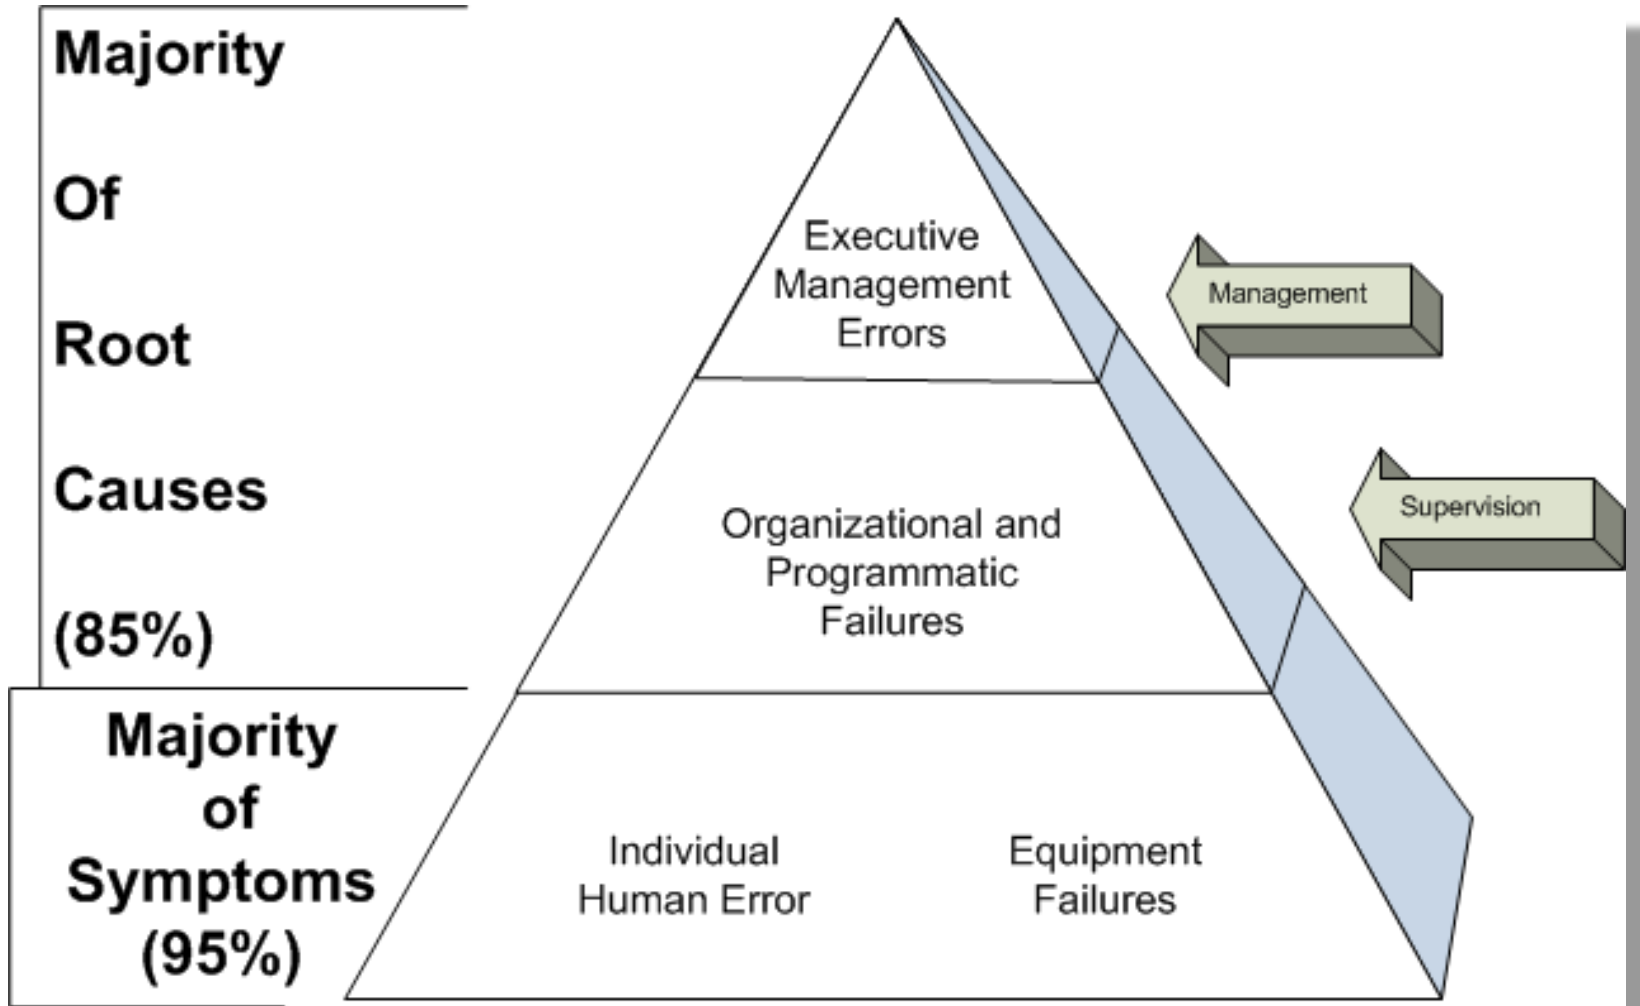 Majority
Of
Root
Causes
(85%)
Majority
of
Symptoms
(95%)
Executive
Management
Errors
Organizational and
Programmatic
Failures
Individual
Human Error
Equipment
Failures
Management
Supervision